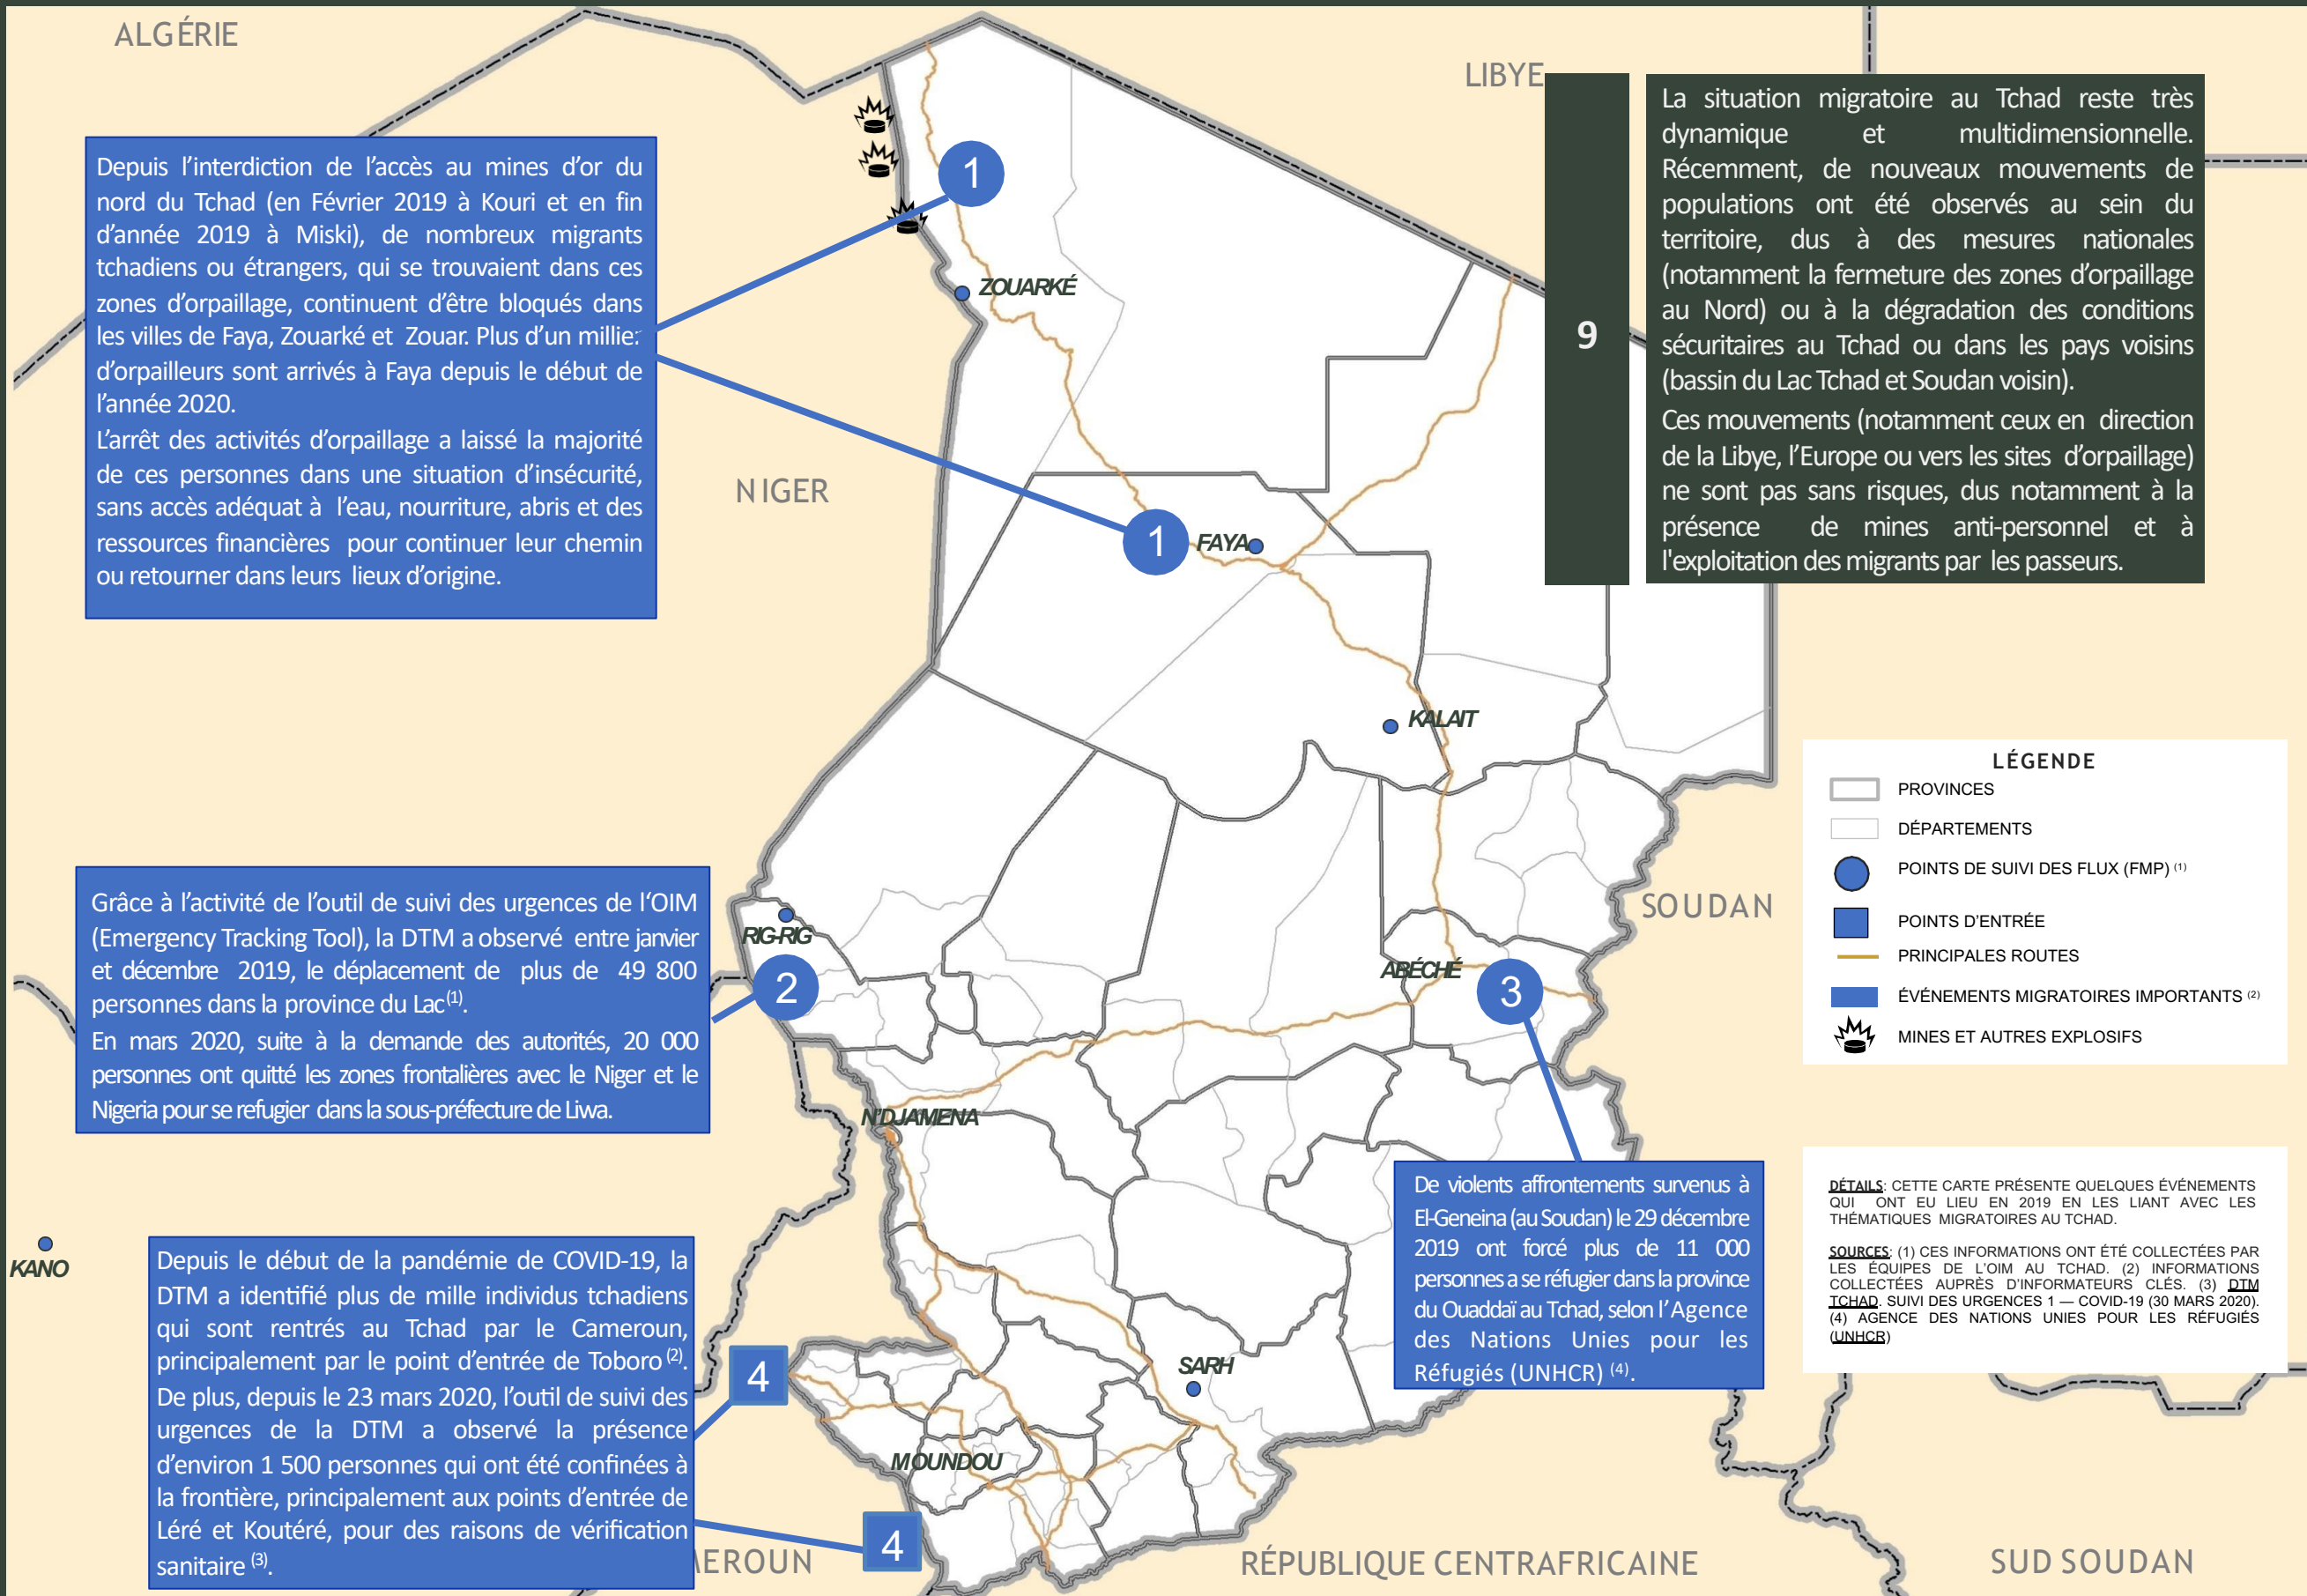 ALGÉRIE
LIBYE
Depuis l'interdiction de l'accès au mines d'or du
nord du Tchad (en Février 2019 à Kouri et en fin
d'année 2019 à Miski), de nombreux migrants
tchadiens ou étrangers, qui se trouvaient dans ces
zones d'orpaillage, continuent d'être bloqués dans
les villes de Faya, Zouarké et Zouar. Plus d'un millier
d'orpailleurs sont arrivés à Faya depuis le début de
l'année 2020.
L'arrêt des activités d'orpaillage a laissé la majorité
de ces personnes dans une situation d'insécurité,
sans accès adéquat à l'eau, nourriture, abris et des
ressources financières pour continuer leur chemin
ou retourner dans leurs lieux d'origine.
1
ZOUARKÉ
9
La situation migratoire au Tchad reste très
dynamique et multidimensionnelle.
Récemment, de nouveaux mouvements de
populations ont été observés au sein du
territoire, dus à des mesures nationales
(notamment la fermeture des zones d'orpaillage
au Nord) ou à la dégradation des conditions
sécuritaires au Tchad ou dans les pays voisins
(bassin du Lac Tchad et Soudan voisin).
Ces mouvements (notamment ceux en direction
de la Libye, l'Europe ou vers les sites d'orpaillage)
ne sont pas sans risques, dus notamment à la
présence de mines anti-personnel et à
l'exploitation des migrants par les passeurs.
NIGER
1
FAYA
KALAIT
LÉGENDE
PROVINCES
DÉPARTEMENTS
POINTS DE SUIVI DES FLUX (FMP) (1)
POINTS D'ENTRÉE
PRINCIPALES ROUTES
ÉVÉNEMENTS MIGRATOIRES IMPORTANTS (2)
MINES ET AUTRES EXPLOSIFS
Grâce à l'activité de l'outil de suivi des urgences de l'OIM
(Emergency Tracking Tool), la DTM a observé entre janvier
et décembre 2019, le déplacement de plus de 49 800
personnes dans la province du Lac(1).
En mars 2020, suite à la demande des autorités, 20 000
personnes ont quitté les zones frontalières avec le Niger et le
Nigeria pour se refugier dans la sous-préfecture de Liwa.
RIG-RIG
2
SOUDAN
ABÉCHÉ
3
N'DJAMENA
De violents affrontements survenus à
El-Geneina (au Soudan) le 29 décembre
2019 ont forcé plus de 11 000
personnes a se réfugier dans la province
du Ouaddaï au Tchad, selon l'Agence
des Nations Unies pour les
Réfugiés (UNHCR) (4).
DÉTAILS: CETTE CARTE PRÉSENTE QUELQUES ÉVÉNEMENTS
QUI ONT EU LIEU EN 2019 EN LES LIANT AVEC LES
THÉMATIQUES MIGRATOIRES AU TCHAD.
SOURCES: (1) CES INFORMATIONS ONT ÉTÉ COLLECTÉES PAR
LES ÉQUIPES DE L'OIM AU TCHAD. (2) INFORMATIONS
COLLECTÉES AUPRÈS D'INFORMATEURS CLÉS. (3) DTM
TCHAD. SUIVI DES URGENCES 1 — COVID-19 (30 MARS 2020).
(4) AGENCE DES NATIONS UNIES POUR LES RÉFUGIÉS
(UNHCR)
KANO
Depuis le début de la pandémie de COVID-19, la
DTM a identifié plus de mille individus tchadiens
qui sont rentrés au Tchad par le Cameroun,
principalement par le point d'entrée de Toboro (2).
De plus, depuis le 23 mars 2020, l'outil de suivi des
urgences de la DTM a observé la présence
d'environ 1 500 personnes qui ont été confinées à
la frontière, principalement aux points d'entrée de
Léré et Koutéré, pour des raisons de vérification
sanitaire (3).
4
SARH
MOUNDOU
4
MEROUN
RÉPUBLIQUE CENTRAFRICAINE
SUD SOUDAN